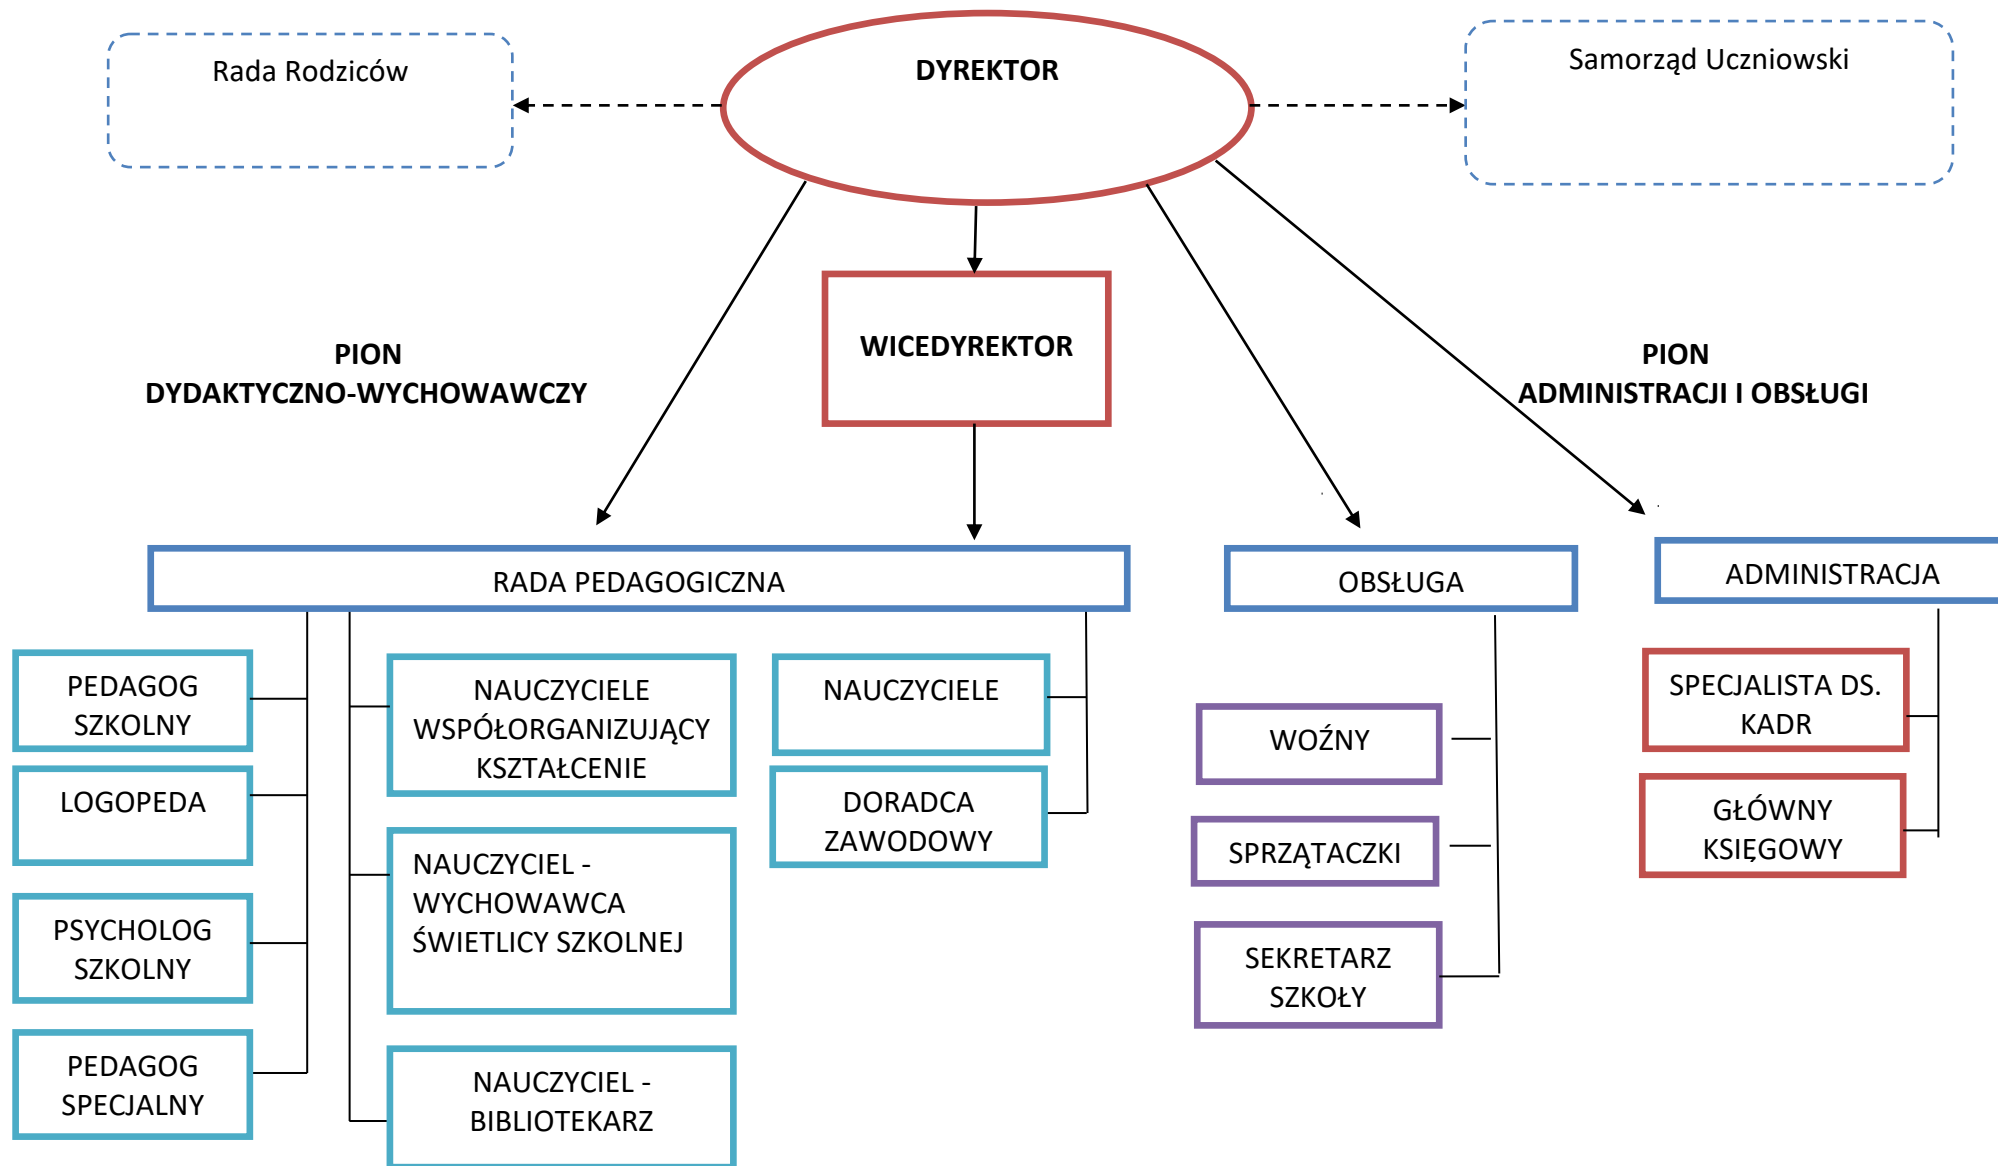 Rada Rodziców
DYREKTOR
Samorząd Uczniowski
WICEDYREKTOR
PION
DYDAKTYCZNO-WYCHOWAWCZY
PION
ADMINISTRACJI I OBSŁUGI
RADA PEDAGOGICZNA
OBSŁUGA
ADMINISTRACJA
PEDAGOG
SZKOLNY
LOGOPEDA
PSYCHOLOG
SZKOLNY
PEDAGOG
SPECJALNY
NAUCZYCIELE
WSPÓŁORGANIZUJĄCY
KSZTAŁCENIE
NAUCZYCIEL -
WYCHOWAWCA
ŚWIETLICY SZKOLNEJ
NAUCZYCIEL -
BIBLIOTEKARZ
NAUCZYCIELE
DORADCA
ZAWODOWY
WOŹNY
SPRZĄTACZKI
SEKRETARZ
SZKOŁY
SPECJALISTA DS.
KADR
GŁÓWNY
KSIĘGOWY